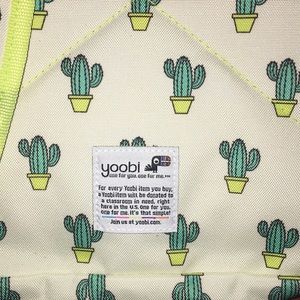 yoobi
one for you. one for me.™
For every Yoobi item you buy,
a Yoobi item will be donated to
a classroom in need, right
here in the U.S. One for you,
one for me. It's that simple!
Join us at yoobi.com.